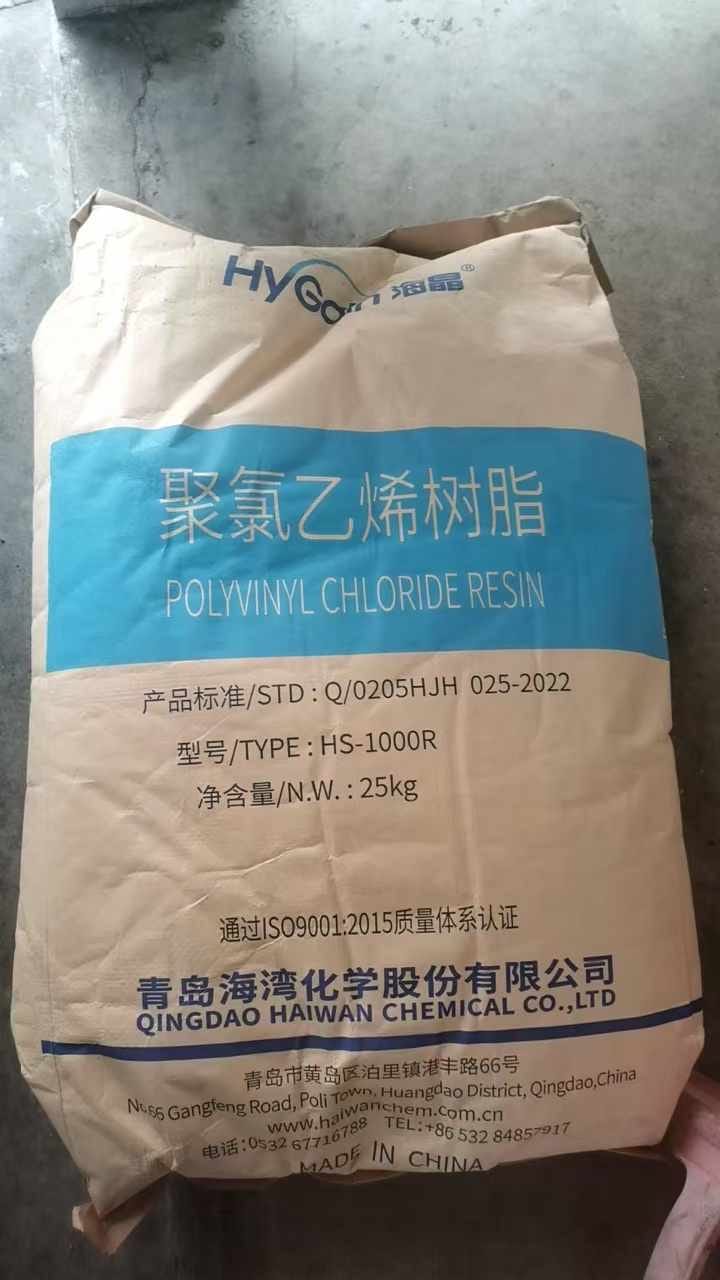 HyGain 海晶®
聚氯乙烯树脂
POLYVINYL CHLORIDE RESIN
产品标准/STD : Q/0205HJH 025-2022
型号/TYPE : HS-1000R
净含量/N.W. : 25kg
通过ISO9001:2015质量体系认证
青岛海湾化学股份有限公司
QINGDAO HAIWAN CHEMICAL CO.,LTD
青岛市黄岛区泊里镇港丰路66号
No.66 Gangfeng Road, Poli Town, Huangdao District, Qingdao,China
www.haiwanchem.com.cn
电话:0532 67716788 TEL:+86 532 84857917
MADE IN CHINA